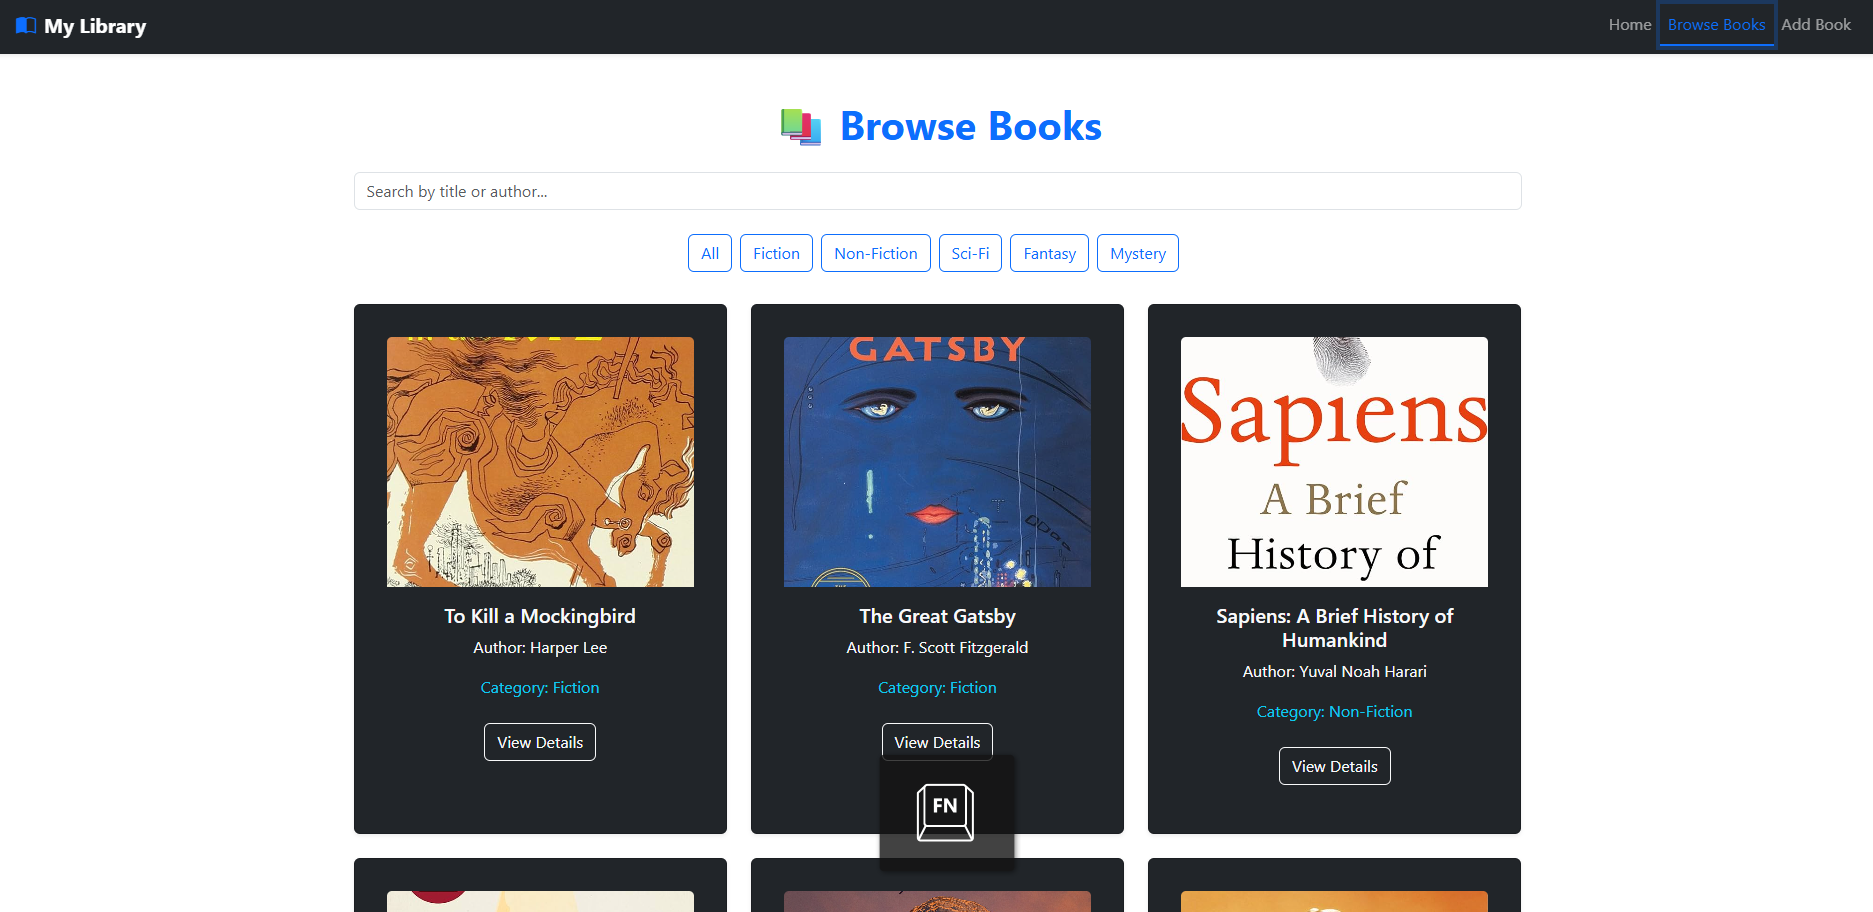 My Library
Home Browse Books Add Book
Browse Books
Search by title or author...
All Fiction Non-Fiction Sci-Fi Fantasy Mystery
GATSBY
Sapiens
A Brief
History of
To Kill a Mockingbird
Author: Harper Lee
Category: Fiction
View Details
The Great Gatsby
Author: F. Scott Fitzgerald
Category: Fiction
View Details
Sapiens: A Brief History of
Humankind
Author: Yuval Noah Harari
Category: Non-Fiction
View Details
FN